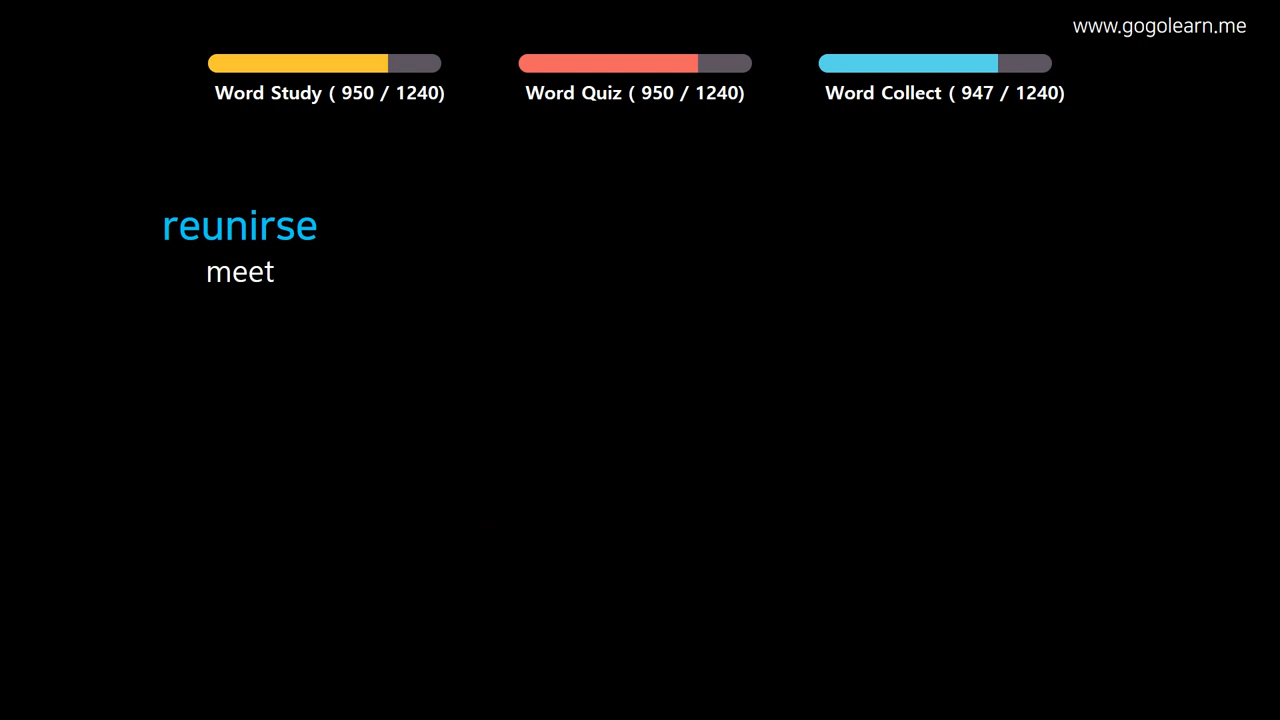 www.gogolearn.me
Word Study ( 950 / 1240)
Word Quiz ( 950 / 1240)
Word Collect ( 947 / 1240)
reunirse
meet